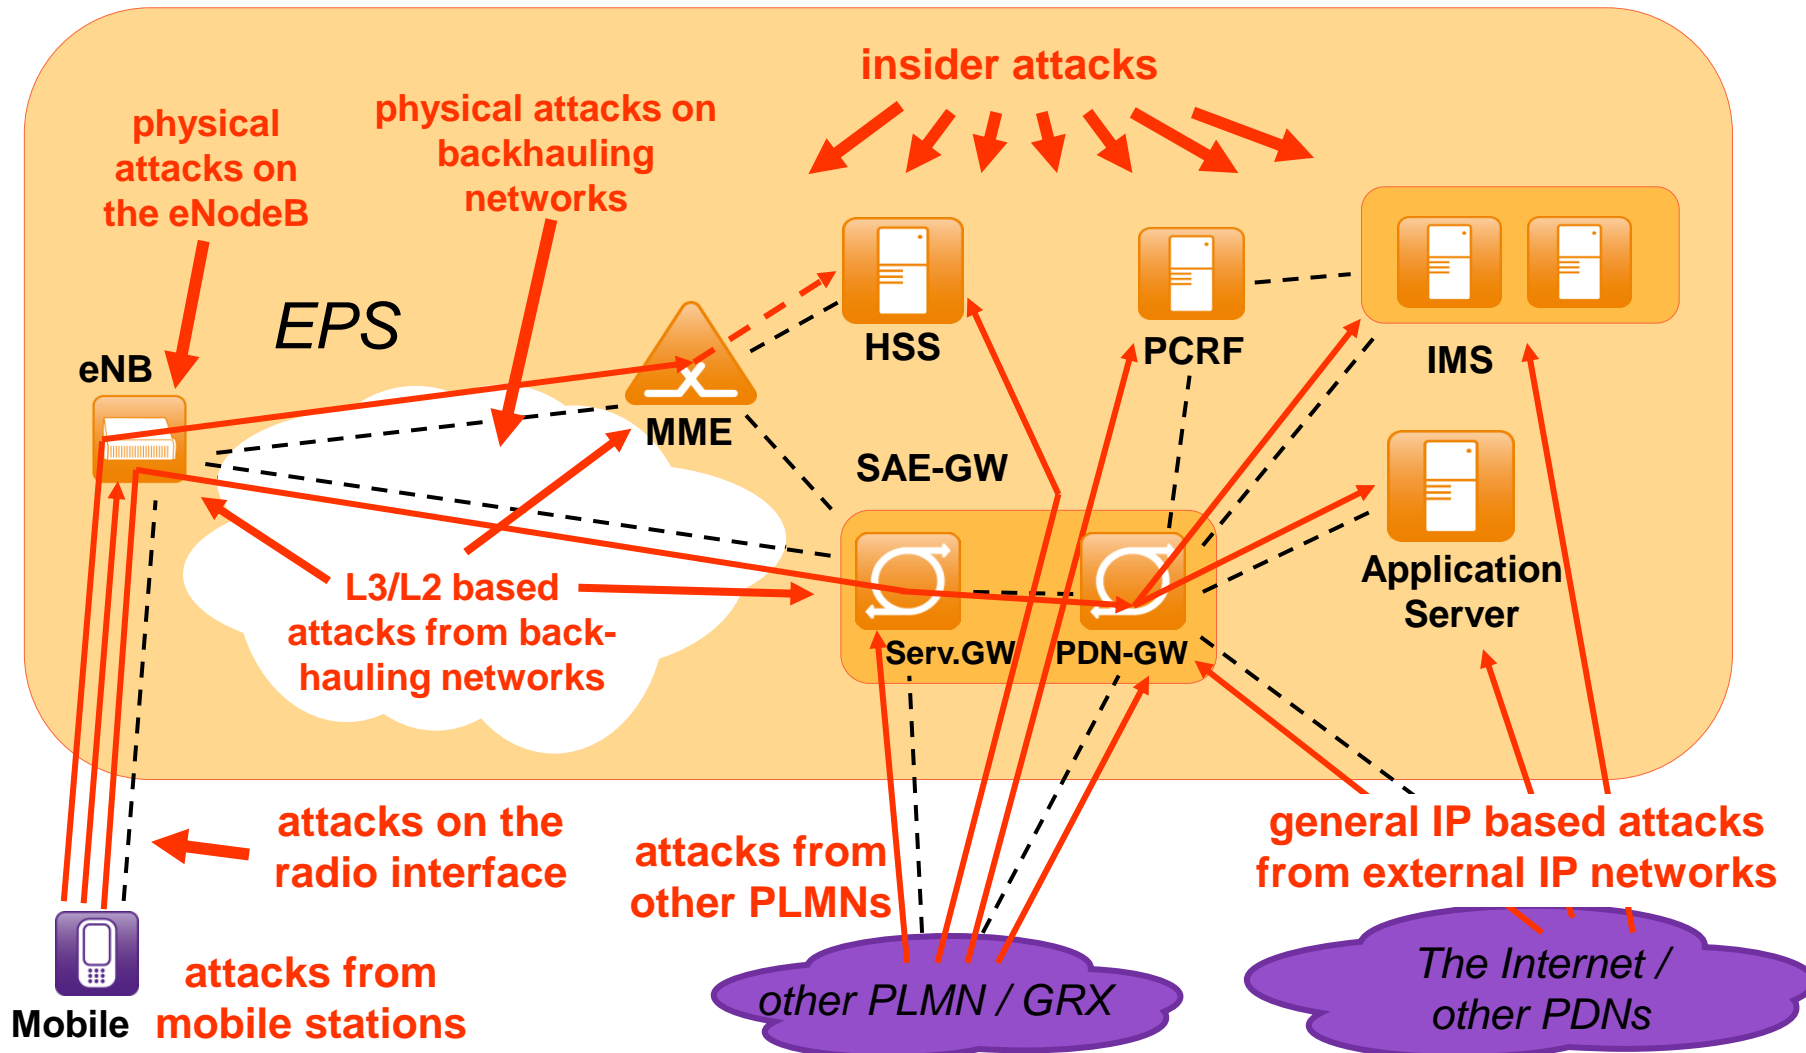 insider attacks
physical
attacks on
the eNodeB
physical attacks on
backhauling
networks
EPS
eNB
HSS
PCRF
IMS
MME
SAE-GW
L3/L2 based
attacks from back-
hauling networks
Serv.GW
PDN-GW
Application
Server
attacks on the
radio interface
attacks from
other PLMNs
general IP based attacks
from external IP networks
Mobile
attacks from
mobile stations
other PLMN / GRX
The Internet /
other PDNs